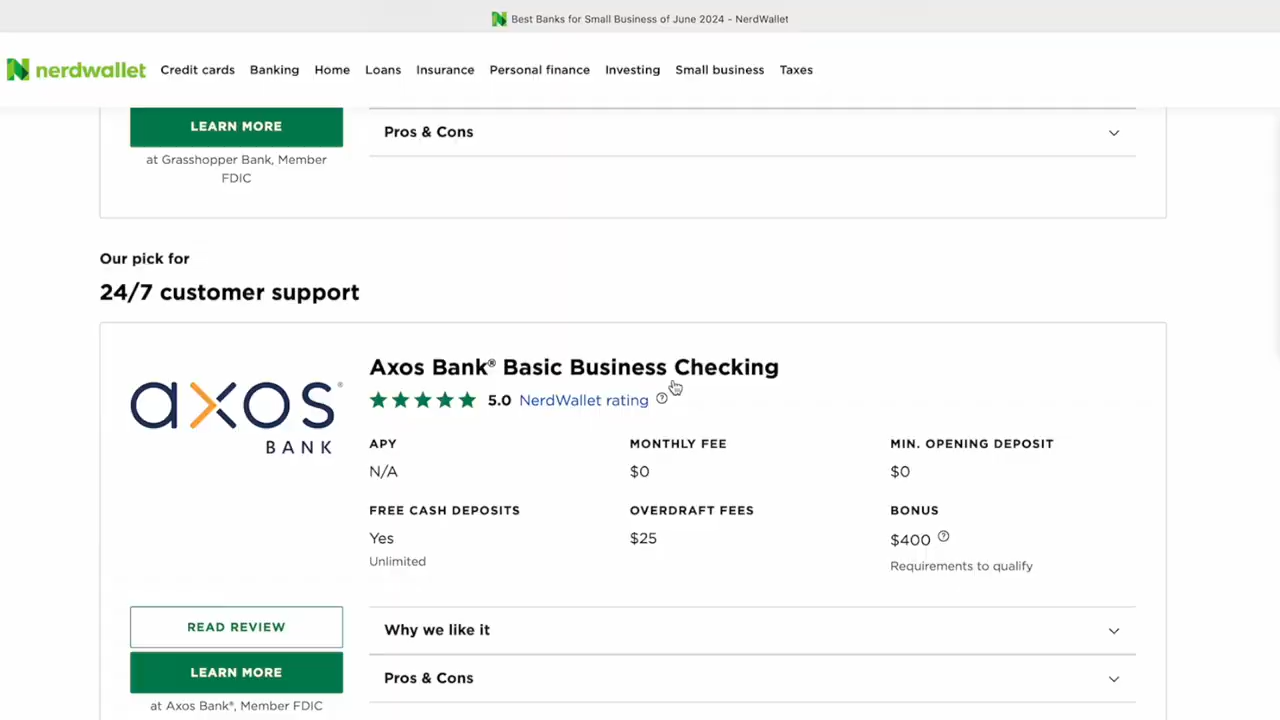 Best Banks for Small Business of June 2024 - NerdWallet
nerdwallet Credit cards Banking Home Loans Insurance Personal finance Investing Small business Taxes
LEARN MORE
Pros & Cons
at Grasshopper Bank, Member
FDIC
Our pick for
24/7 customer support
axos®
BANK
Axos Bank® Basic Business Checking
5.0 NerdWallet rating
APY
N/A
MONTHLY FEE
$0
MIN. OPENING DEPOSIT
$0
FREE CASH DEPOSITS
Yes
Unlimited
OVERDRAFT FEES
$25
BONUS
$400
Requirements to qualify
READ REVIEW
LEARN MORE
at Axos Bank®, Member FDIC
Why we like it
Pros & Cons